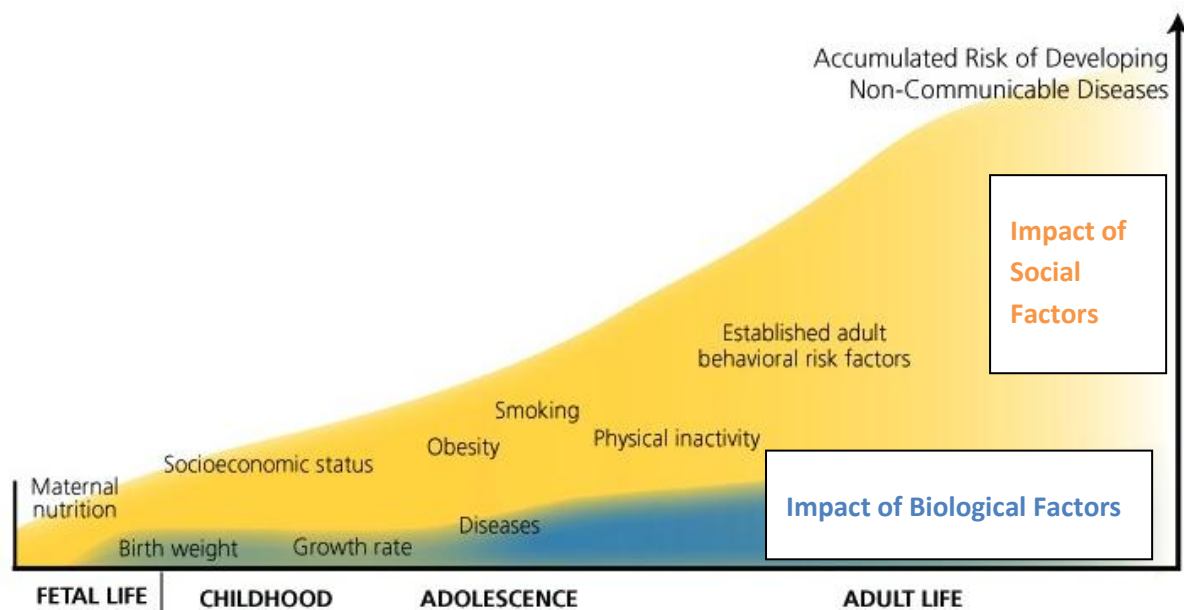 Accumulated Risk of Developing
Non-Communicable Diseases
Impact of
Social
Factors
Established adult
behavioral risk factors
Smoking
Obesity
Physical inactivity
Socioeconomic status
Maternal
nutrition
Impact of Biological Factors
Diseases
Birth weight
Growth rate
FETAL LIFE
CHILDHOOD
ADOLESCENCE
ADULT LIFE